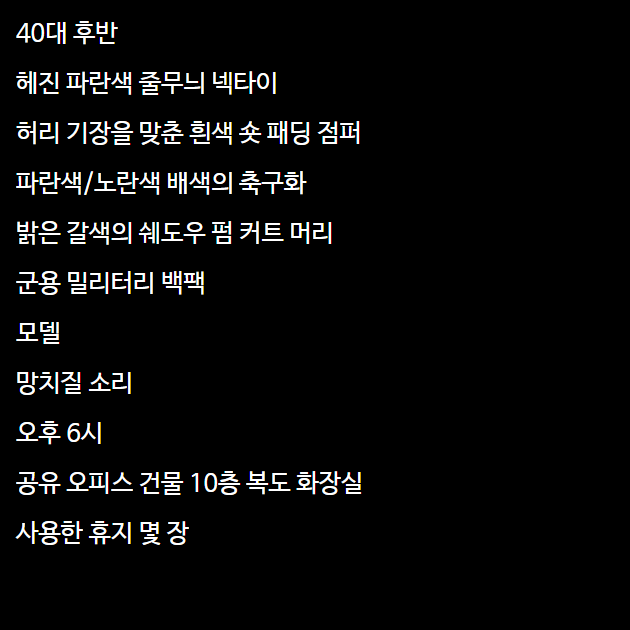 40대 후반
헤진 파란색 줄무늬 넥타이
허리 기장을 맞춘 흰색 숏 패딩 점퍼
파란색/노란색 배색의 축구화
밝은 갈색의 쉐도우 펌 커트 머리
군용 밀리터리 백팩
모델
망치질 소리
오후 6시
공유 오피스 건물 10층 복도 화장실
사용한 휴지 몇 장